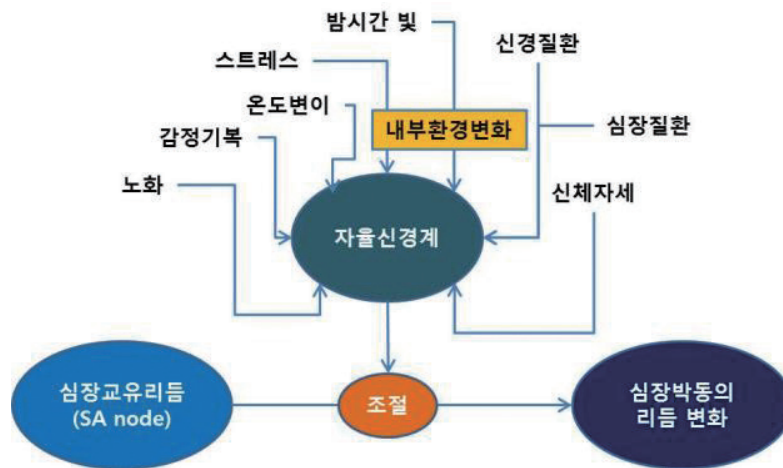 밤시간 빛
신경질환
스트레스
온도변이
내부환경변화
심장질환
감정기복
노화
신체자세
자율신경계
심장교유리듬
(SA node)
조절
심장박동의
리듬 변화